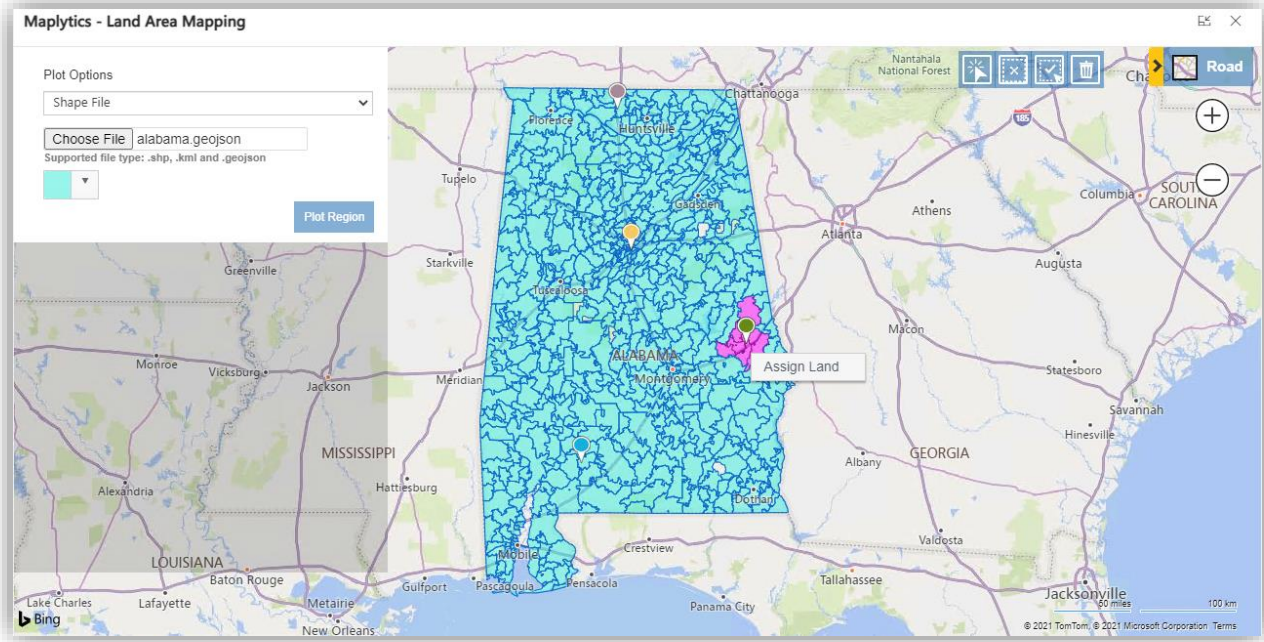 Maplytics - Land Area Mapping
Plot Options
Shape File
Choose File alabama.geojson
Supported file type: .shp, .kml and .geojson
Plot Region
Road
Nantahala
National Forest
Chattanooga
Florence
Huntsville
185
Tupelo
Columbia
SOUTH
CAROLINA
Gadsden
Athens
Atlanta
Starkville
Augusta
Greenville
Tuscaloosa
Macon
ALABAMA
Assign Land
Monroe
Vicksburg
Jackson
Meridian
Montgomery
Statesboro
Savannah
Hinesville
MISSISSIPPI
GEORGIA
Albany
Alexandria
Hattiesburg
Dothan
Valdosta
LOUISIANA
Mobile
Crestview
Baton Rouge
Gulfport
Pascagoula
Pensacola
Tallahassee
Jacksonville
Lake Charles
Lafayette
Metairie
Panama City
60 miles
100 km
Bing
New Orleans
© 2021 TomTom, © 2021 Microsoft Corporation Terms